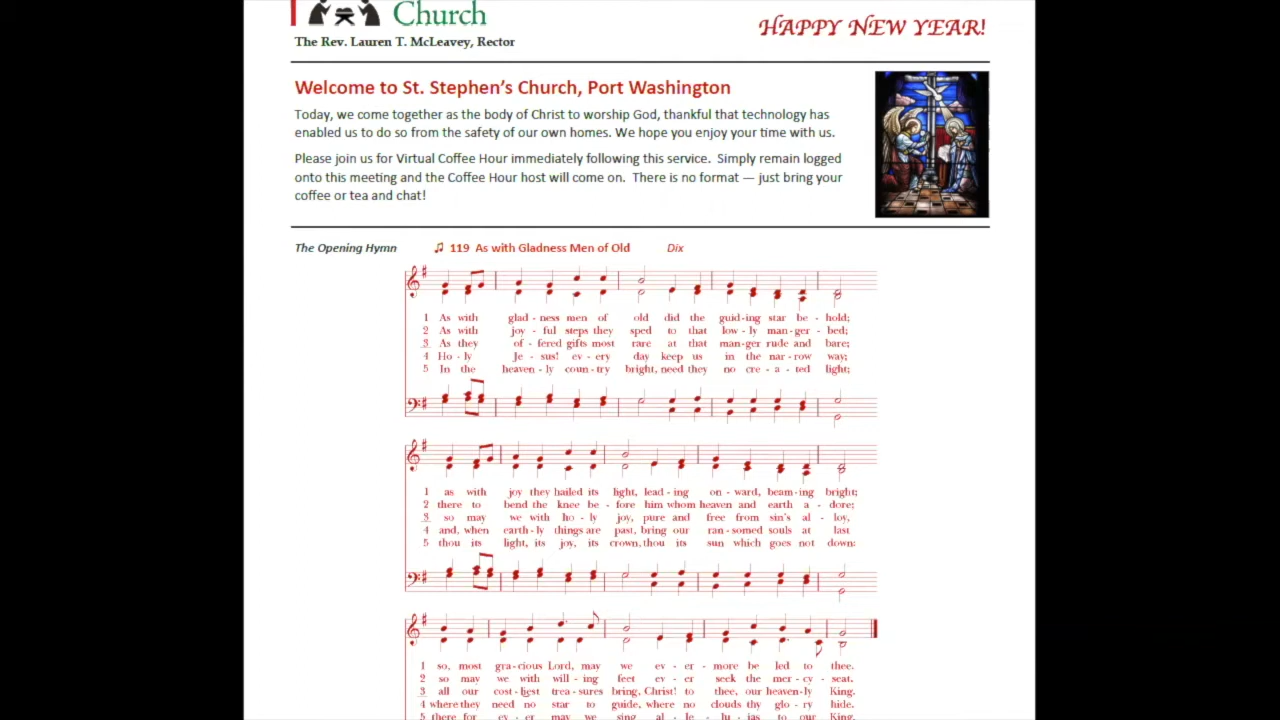 Church
HAPPY NEW YEAR!
The Rev. Lauren T. McLeavey, Rector
Welcome to St. Stephen's Church, Port Washington
Today, we come together as the body of Christ to worship God, thankful that technology has
enabled us to do so from the safety of our own homes. We hope you enjoy your time with us.
Please join us for Virtual Coffee Hour immediately following this service. Simply remain logged
onto this meeting and the Coffee Hour host will come on. There is no format — just bring your
coffee or tea and chat!
The Opening Hymn ♫ 119 As with Gladness Men of Old Dix
1 As with glad - ness men of old did the guid - ing star be - hold;
2 As with joy - ful steps they sped to that low - ly man - ger - bed;
3 As they of - fered gifts most rare at that man - ger rude and bare;
4 Ho - ly Je - sus! ev - ery day keep us in the nar - row way;
5 In the heaven - ly coun - try bright, need they no cre - a - ted light;
1 as with joy they hailed its light, lead - ing on - ward, beam - ing bright;
2 there to bend the knee be - fore him whom heaven and earth a - dore;
3 so may we with ho - ly joy, pure and free from sin's al - loy,
4 and, when earth - ly things are past, bring our ran - somed souls at last
5 thou its light, its joy, its crown, thou its sun which goes not down:
1 so, most gra - cious Lord, may we ev - er - more be led to thee.
2 so may we with will - ing feet ev - er seek the mer - cy - seat.
3 all our cost - liest trea - sures bring, Christ! to thee, our heaven - ly King.
4 where they need no star to guide, where no clouds thy glo - ry hide.
5 there for ev - er may we sing al - le - lu - ias to our King.